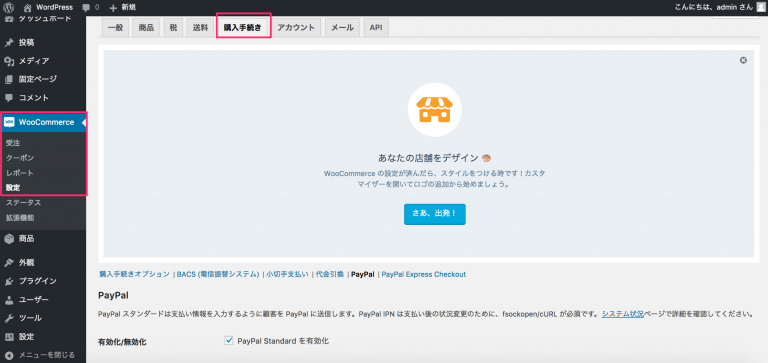 WordPress 0 新規 こんにちは、admin さん
ダッシュボード
投稿
メディア
固定ページ
コメント
WooCommerce
受注
クーポン
レポート
設定
ステータス
拡張機能
商品
外観
プラグイン
ユーザー
ツール
設定
メニューを閉じる
一般 商品 税 送料 購入手続き アカウント メール API
あなたの店舗をデザイン
WooCommerce の設定が済んだら、スタイルをつける時です ! カスタ
マイザーを開いてロゴの追加から始めましょう。
さあ、出発 !
購入手続きオプション | BACS (電信振替システム) | 小切手支払い | 代金引換 | PayPal | PayPal Express Checkout
PayPal
PayPal スタンダードは支払い情報を入力するように顧客を PayPal に送信します。PayPal IPN は支払い後の状況変更のために、fsockopen/cURL が必須です。システム状況ページで詳細を確認してください。
有効化/無効化 PayPal Standard を有効化